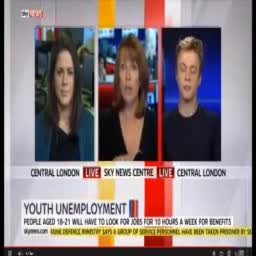 sky NEWS
CENTRAL LONDON LIVE SKY NEWS CENTRE LIVE CENTRAL LONDON
YOUTH UNEMPLOYMENT
PEOPLE AGED 18-21 WILL HAVE TO LOOK FOR JOBS FOR 10 HOURS A WEEK FOR BENEFITS
skynews.com RAINE DEFENCE MINISTRY SAYS A GROUP OF SERVICE PERSONNEL HAVE BEEN TAKEN PRISONER BY SE